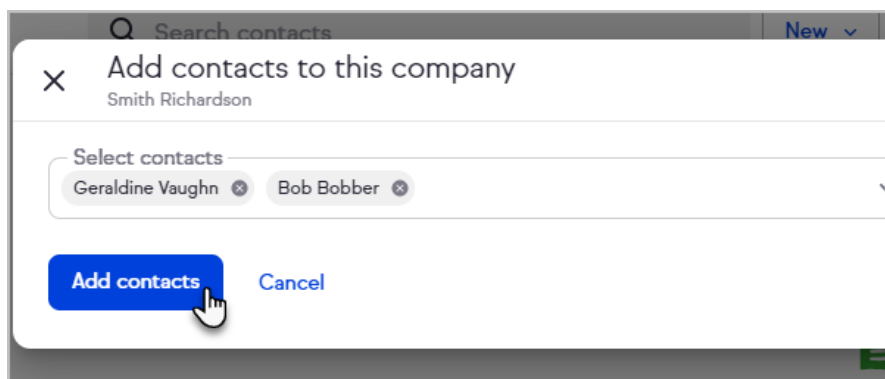 Search contacts
New
Add contacts to this company
Smith Richardson
Select contacts
Geraldine Vaughn Bob Bobber
Add contacts Cancel